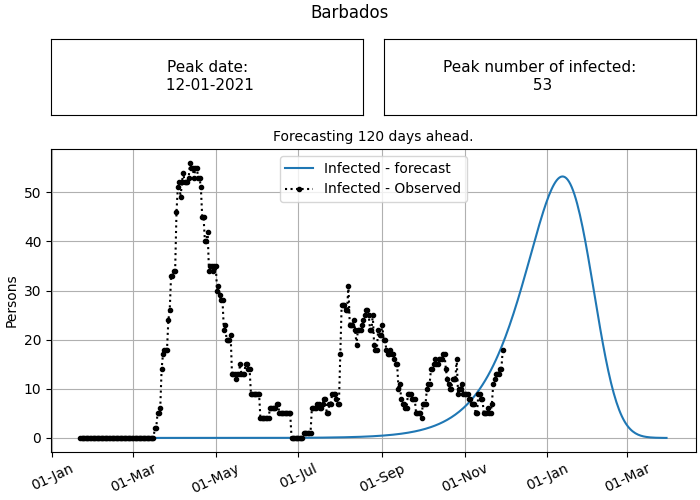 Barbados
Peak date:
12-01-2021
Peak number of infected:
53
Forecasting 120 days ahead.
Infected - forecast
Infected - Observed
Persons
50
40
30
20
10
0
01-Jan
01-Mar
01-May
01-Jul
01-Sep
01-Nov
01-Jan
01-Mar